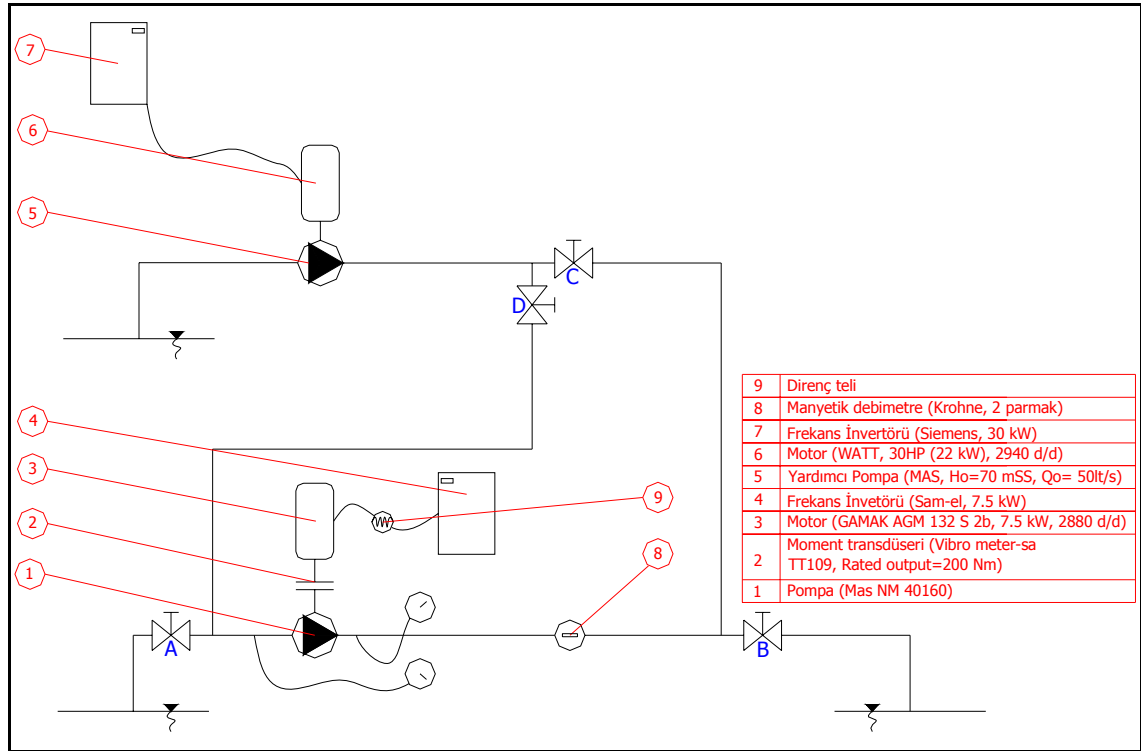 7
6
5
C
D
4
3
9
2
1
8
A
B
9 Direnç teli
8 Manyetik debimetre (Krohne, 2 parmak)
7 Frekans İnvertörü (Siemens, 30 kW)
6 Motor (WATT, 30HP (22 kW), 2940 d/d)
5 Yardımcı Pompa (MAS, Ho=70 mSS, Qo= 50lt/s)
4 Frekans İnvetörü (Sam-el, 7.5 kW)
3 Motor (GAMAK AGM 132 S 2b, 7.5 kW, 2880 d/d)
2 Moment transdüseri (Vibro meter-sa
TT109, Rated output=200 Nm)
1 Pompa (Mas NM 40160)